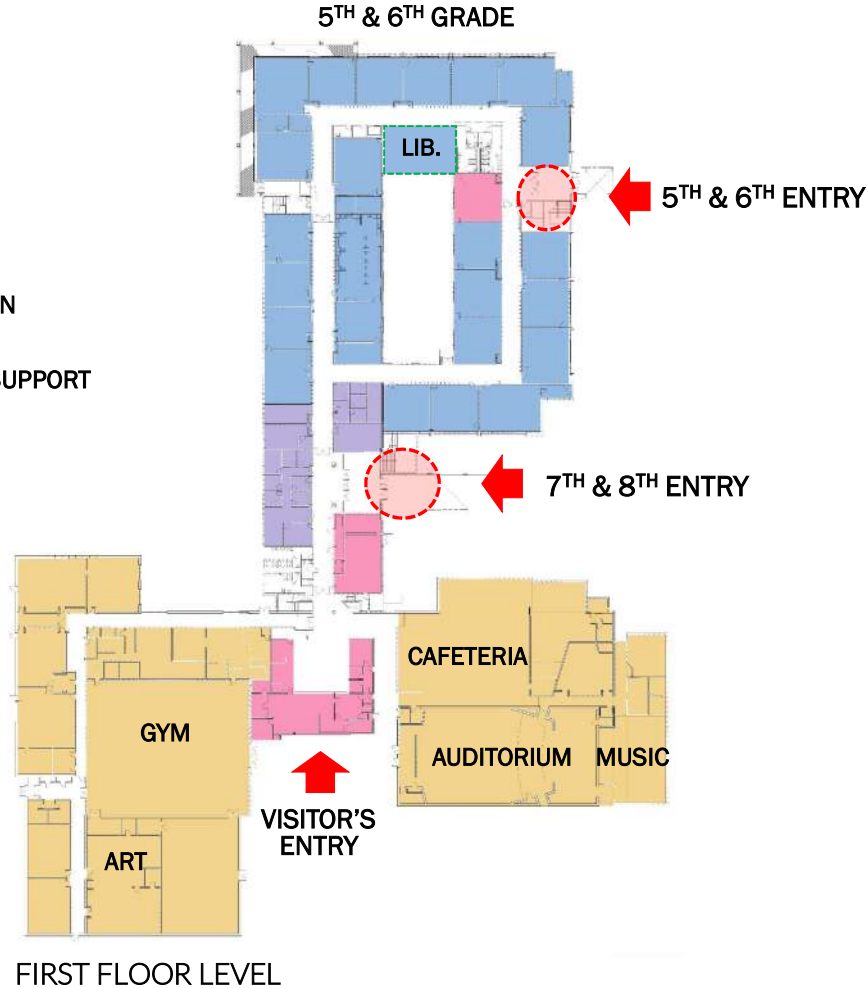 5TH & 6TH GRADE
LIB.
5TH & 6TH ENTRY
N
SUPPORT
7TH & 8TH ENTRY
CAFETERIA
GYM
AUDITORIUM MUSIC
VISITOR'S
ENTRY
ART
FIRST FLOOR LEVEL